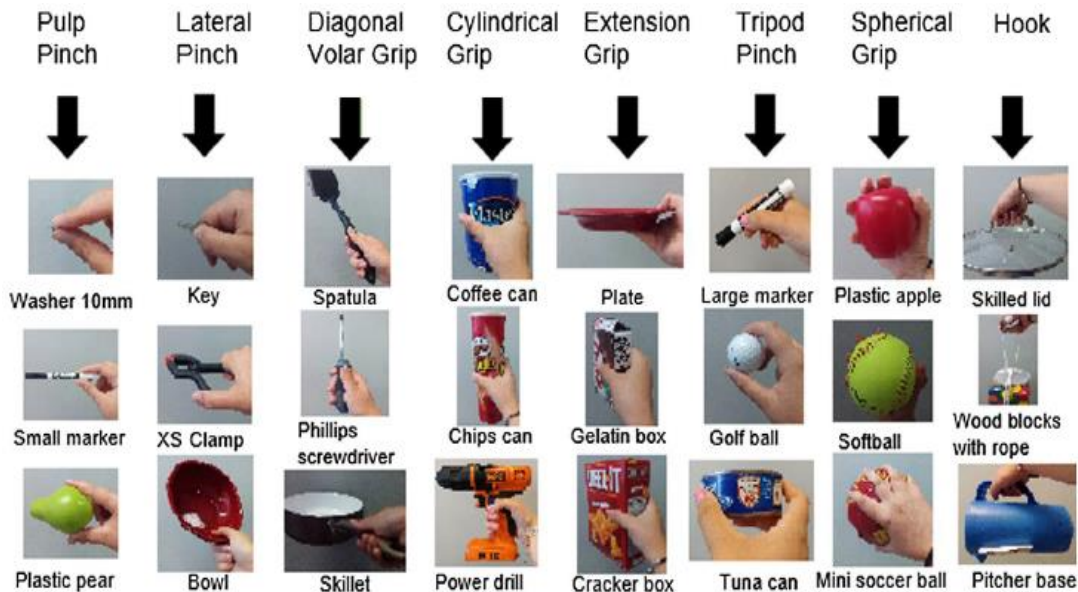 Pulp
Pinch
Lateral
Pinch
Diagonal
Volar Grip
Cylindrical
Grip
Extension
Grip
Tripod
Pinch
Spherical
Grip
Hook
Washer 10mm
Key
Spatula
Coffee can
Plate
Large marker
Plastic apple
Skilled lid
Small marker
XS Clamp
Phillips
screwdriver
Chips can
Gelatin box
Golf ball
Softball
Wood blocks
with rope
Plastic pear
Bowl
Skillet
Power drill
CHEEZ-IT
Cracker box
Tuna can
Mini soccer ball
Pitcher base